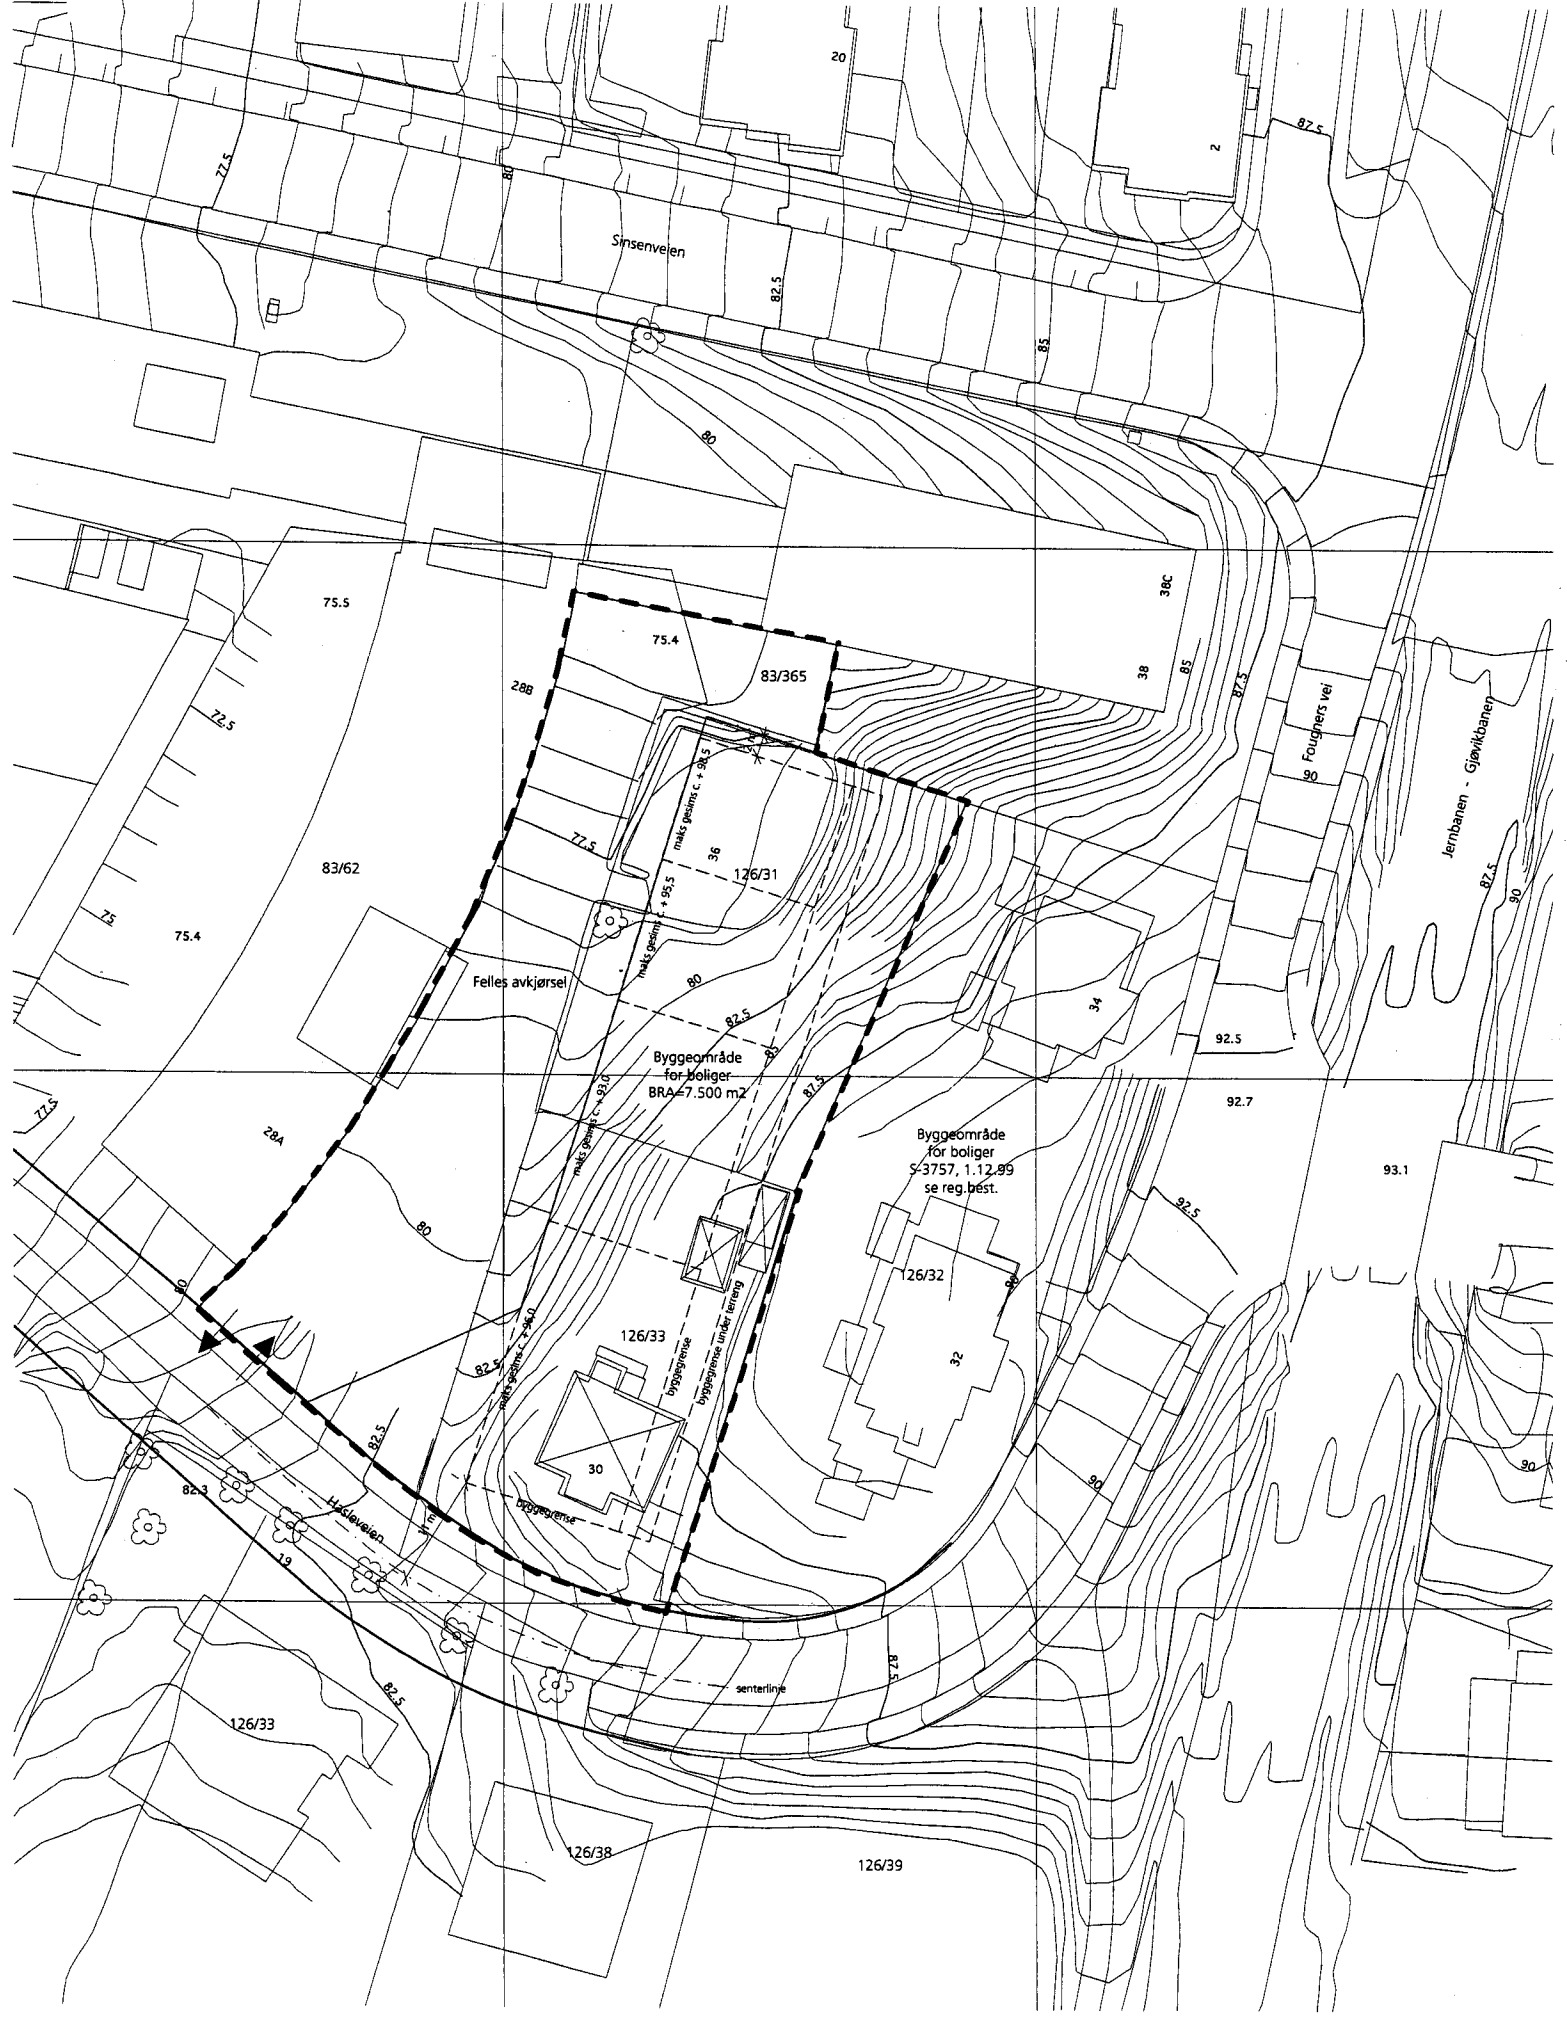 20
2
87.5
77.5
80
Sinsenveien
82.5
85
80
38C
75.5
75.4
83/365
38
85
87.5
28B
72.5
Fougners vei
90
Jernbanen - Gjøvikbanen
maks gesims c. + 98,5
77.5
36
126/31
83/62
87.5
90
75
75.4
maks gesims c. + 95,5
Felles avkjørsel
80
82.5
34
92.5
85
Byggeområde
for boliger
BRA=7.500 m2
87.5
maks gesims c. + 93,0
92.7
77.5
28A
Byggeområde
for boliger
S-3757, 1.12.99
se reg.best.
93.1
92.5
80
80
126/32
90
byggegrense under terreng
byggegrense
126/33
maks gesims c. + 96,0
82.5
32
82.5
30
90
90
82.3
Hasleveien
11 m
byggegrense
19
87.5
82.5
senterlinje
126/33
126/38
126/39